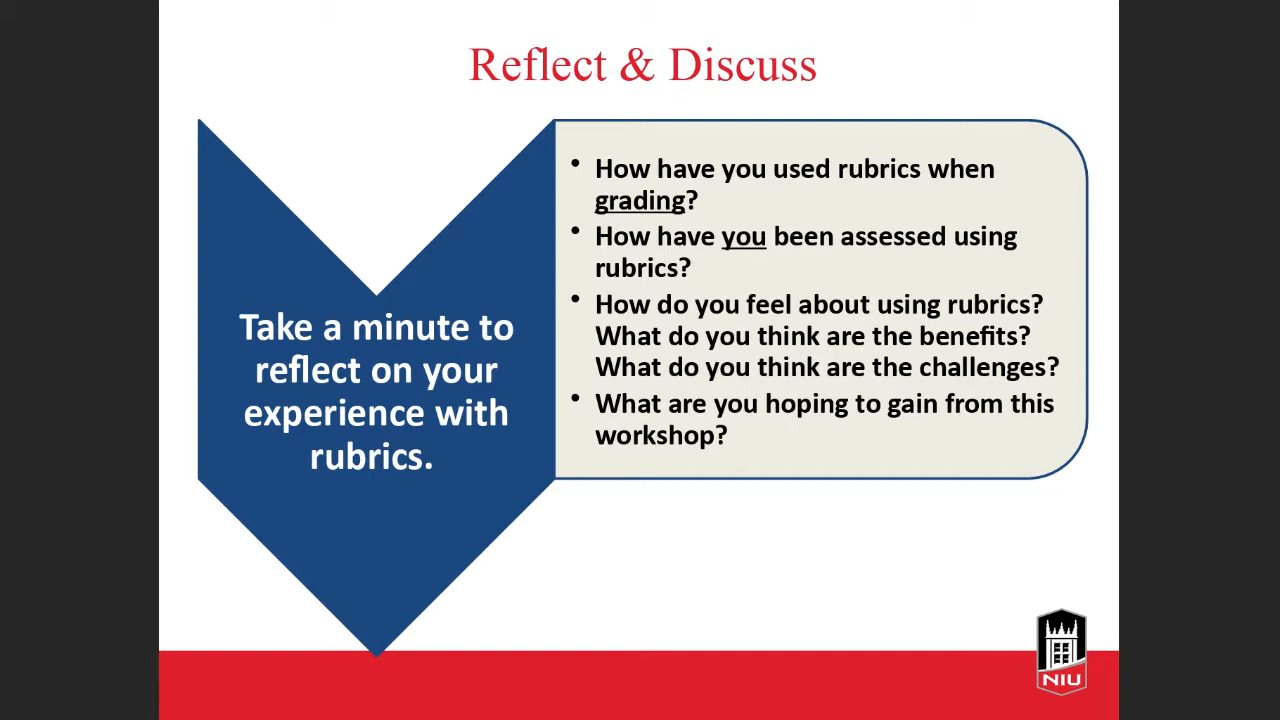 Reflect & Discuss
Take a minute to
reflect on your
experience with
rubrics.
• How have you used rubrics when
grading?
• How have you been assessed using
rubrics?
• How do you feel about using rubrics?
What do you think are the benefits?
What do you think are the challenges?
• What are you hoping to gain from this
workshop?
NIU